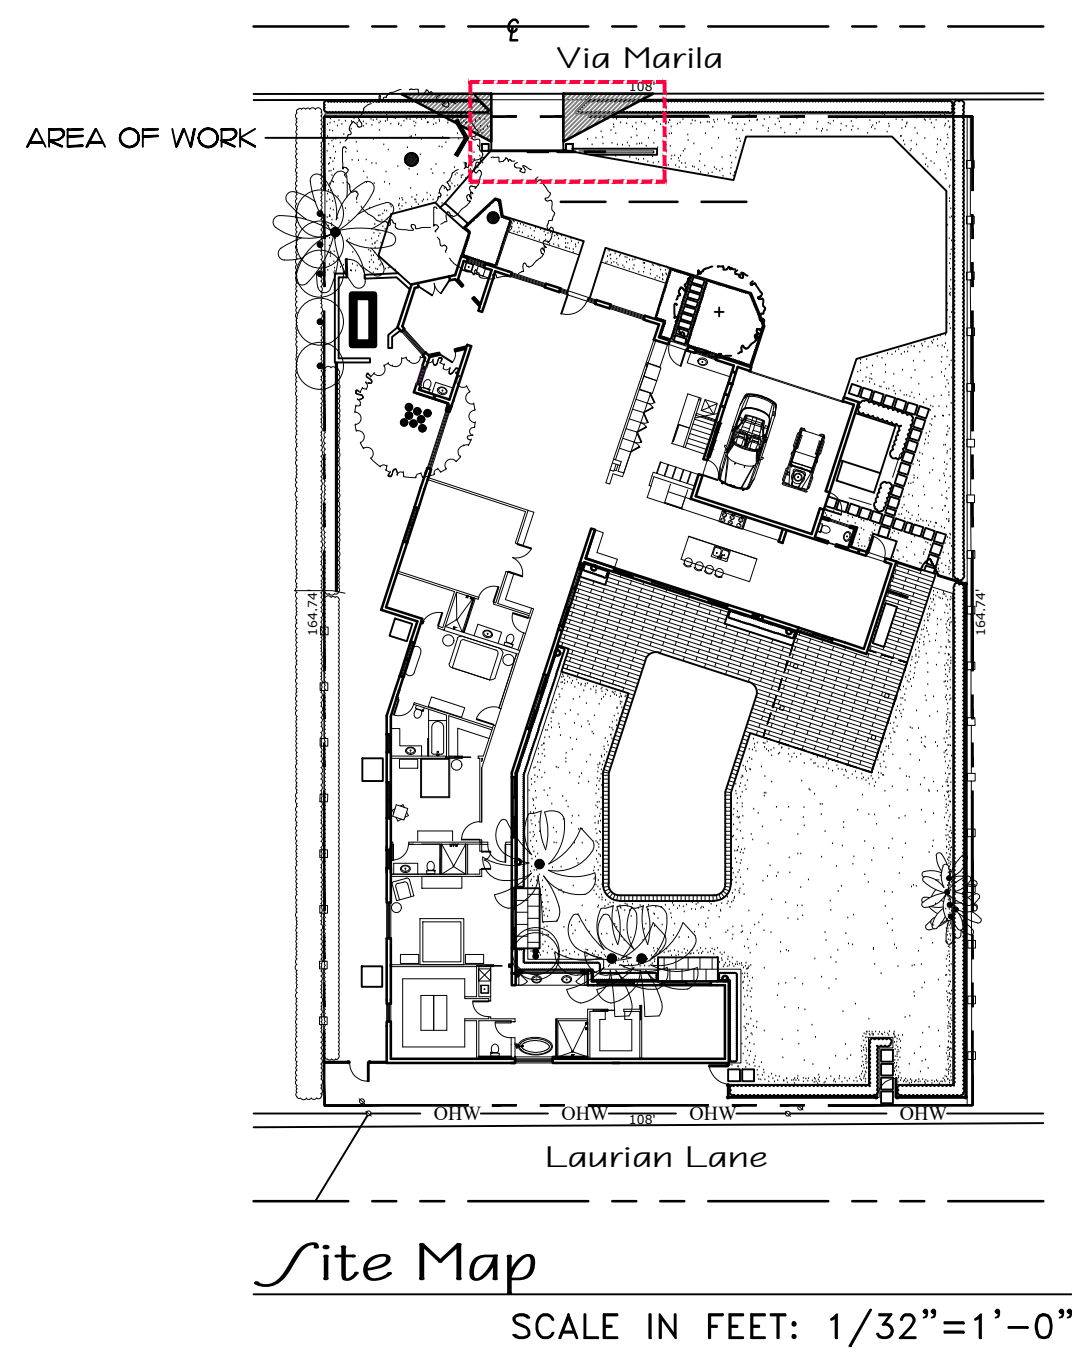 ℄
Via Marila
108'
AREA OF WORK
164.74'
164.74'
OHW OHW OHW OHW
108'
Laurian Lane
Site Map
SCALE IN FEET: 1/32"=1'-0"